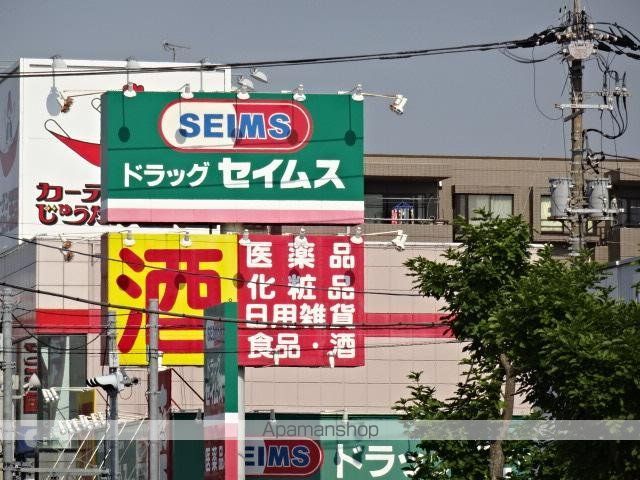 SEIMS
ドラッグ セイムス
カーテ
じゅうた
酒
医薬品
化粧品
日用雑貨
食品・酒
Apamanshop
SEIMS
ドラッ